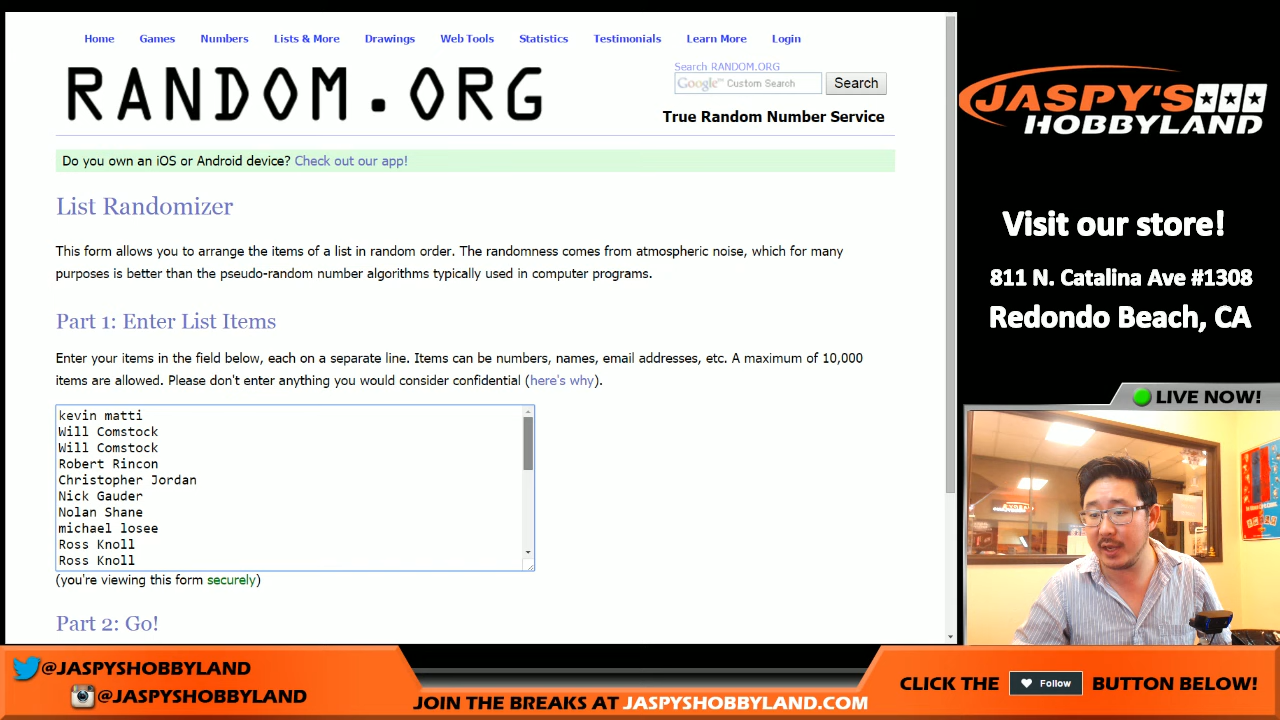 Home Games Numbers Lists & More Drawings Web Tools Statistics Testimonials Learn More Login
RANDOM.ORG
Search RANDOM.ORG
Google™ Custom Search
Search
True Random Number Service
Do you own an iOS or Android device? Check out our app!
List Randomizer
This form allows you to arrange the items of a list in random order. The randomness comes from atmospheric noise, which for many
purposes is better than the pseudo-random number algorithms typically used in computer programs.
Part 1: Enter List Items
Enter your items in the field below, each on a separate line. Items can be numbers, names, email addresses, etc. A maximum of 10,000
items are allowed. Please don't enter anything you would consider confidential (here's why).
kevin matti
Will Comstock
Will Comstock
Robert Rincon
Christopher Jordan
Nick Gauder
Nolan Shane
michael losee
Ross Knoll
Ross Knoll
(you're viewing this form securely)
Part 2: Go!
JASPY'S
HOBBYLAND
Visit our store!
811 N. Catalina Ave #1308
Redondo Beach, CA
LIVE NOW!
@JASPYSHOBBYLAND
@JASPYSHOBBYLAND
JOIN THE BREAKS AT JASPYSHOBBYLAND.COM
CLICK THE Follow BUTTON BELOW!